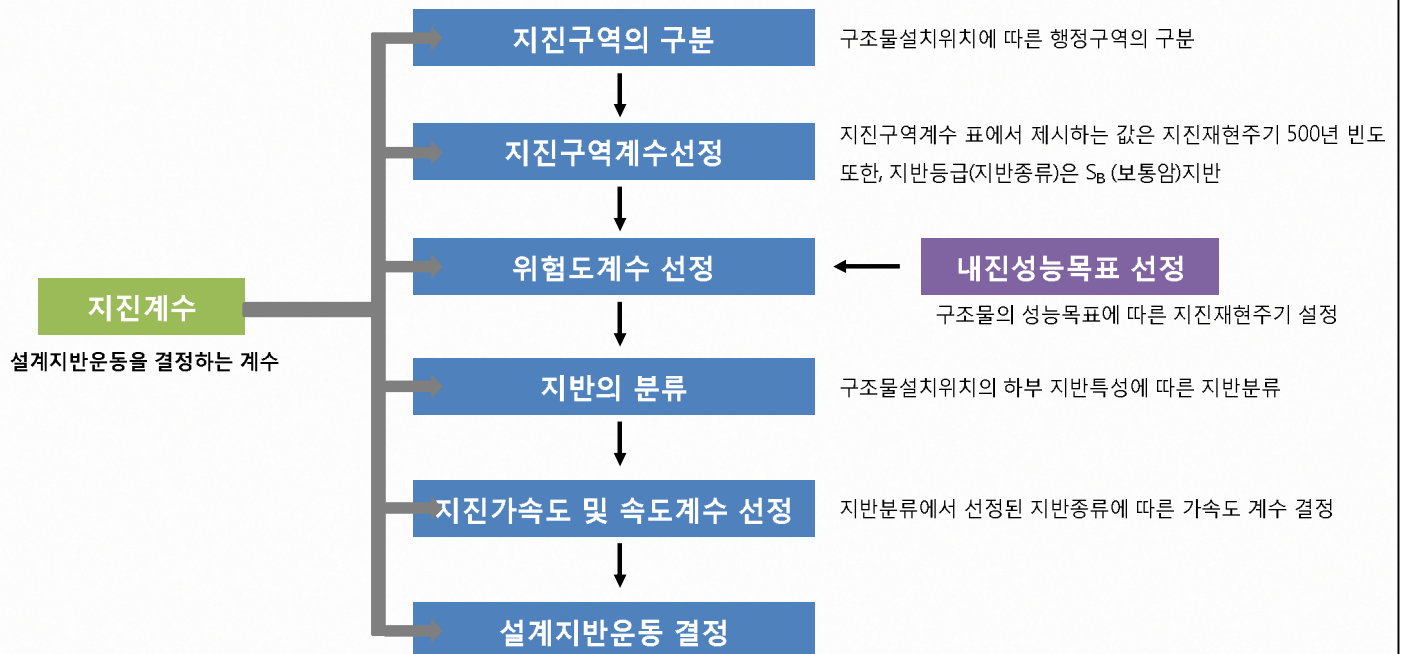 지진구역의 구분
구조물설치위치에 따른 행정구역의 구분
지진구역계수선정
지진구역계수 표에서 제시하는 값은 지진재현주기 500년 빈도
또한, 지반등급(지반종류)은 S_B (보통암)지반
위험도계수 선정
내진성능목표 선정
구조물의 성능목표에 따른 지진재현주기 설정
지진계수
설계지반운동을 결정하는 계수
지반의 분류
구조물설치위치의 하부 지반특성에 따른 지반분류
지진가속도 및 속도계수 선정
지반분류에서 선정된 지반종류에 따른 가속도 계수 결정
설계지반운동 결정